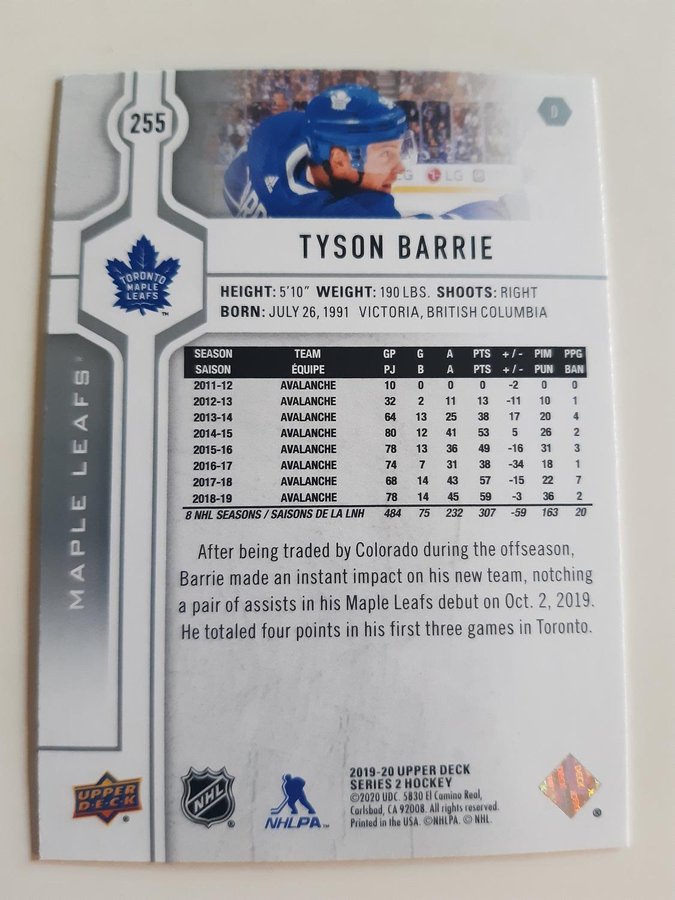 255
D
LG
TYSON BARRIE
TORONTO
MAPLE
LEAFS
TM
HEIGHT: 5'10" WEIGHT: 190 LBS. SHOOTS: RIGHT
BORN: JULY 26, 1991 VICTORIA, BRITISH COLUMBIA
MAPLE LEAFS®
SEASON TEAM GP G A PTS +/- PIM PPG
SAISON ÉQUIPE PJ B A PTS +/- PUN BAN
2011-12 AVALANCHE 10 0 0 0 -2 0 0
2012-13 AVALANCHE 32 2 11 13 -11 10 1
2013-14 AVALANCHE 64 13 25 38 17 20 4
2014-15 AVALANCHE 80 12 41 53 5 26 2
2015-16 AVALANCHE 78 13 36 49 -16 31 3
2016-17 AVALANCHE 74 7 31 38 -34 18 1
2017-18 AVALANCHE 68 14 43 57 -15 22 7
2018-19 AVALANCHE 78 14 45 59 -3 36 2
8 NHL SEASONS / SAISONS DE LA LNH 484 75 232 307 -59 163 20
After being traded by Colorado during the offseason,
Barrie made an instant impact on his new team, notching
a pair of assists in his Maple Leafs debut on Oct. 2, 2019.
He totaled four points in his first three games in Toronto.
UPPER
DECK®
NHL®
NHLPA™
2019-20 UPPER DECK
SERIES 2 HOCKEY
©2020 UDC. 5830 El Camino Real,
Carlsbad, CA 92008. All rights reserved.
Printed in the USA. ©NHLPA. © NHL.
®